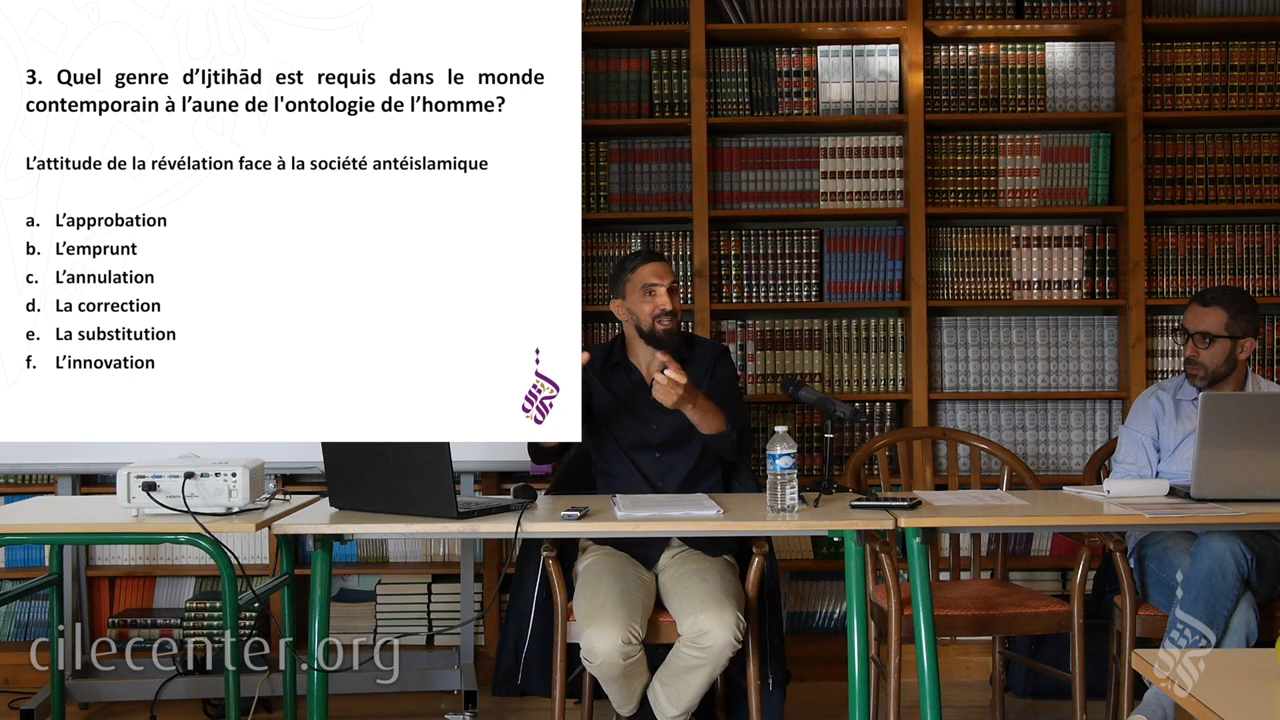 3. Quel genre d’Ijtihād est requis dans le monde
contemporain à l’aune de l'ontologie de l’homme?
L’attitude de la révélation face à la société antéislamique
a. L’approbation
b. L’emprunt
c. L’annulation
d. La correction
e. La substitution
f. L’innovation
cilecenter.org